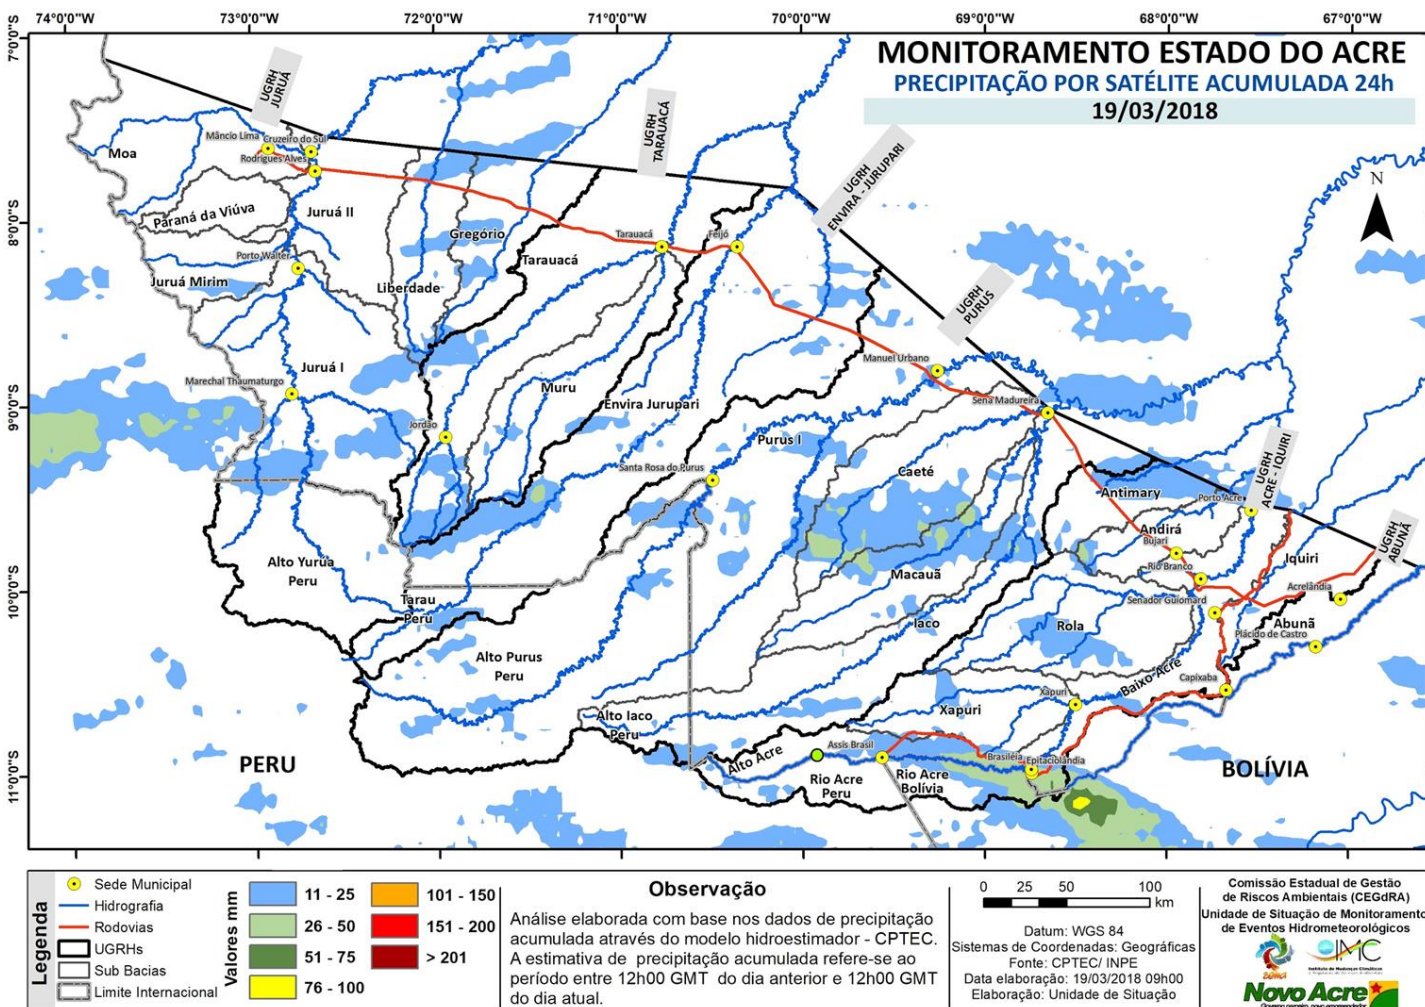 74°0'0"W 73°0'0"W 72°0'0"W 71°0'0"W 70°0'0"W 69°0'0"W 68°0'0"W 67°0'0"W
7°0'0"S
8°0'0"S
9°0'0"S
10°0'0"S
11°0'0"S
MONITORAMENTO ESTADO DO ACRE
PRECIPITAÇÃO POR SATÉLITE ACUMULADA 24h
19/03/2018
N
UGRH
JURUÁ
UGRH
TARAUACÁ
UGRH
ENVIRA - JURUPARI
UGRH
PURUS
UGRH
ACRE - IQUIRI
UGRH
ABUNÃ
Mâncio Lima
Cruzeiro do Sul
Rodrigues Alves
Moa
Paraná da Viúva
Juruá II
Porto Walter
Juruá Mirim
Liberdade
Gregório
Tarauacá
Tarauacá
Feijó
Juruá I
Marechal Thaumaturgo
Muru
Jordão
Envira Jurupari
Manuel Urbano
Sena Madureira
Purus I
Santa Rosa do Purus
Caeté
Antimary
Porto Acre
Andirá
Bujari
Rio Branco
Iquiri
Acrelândia
Senador Guiomard
Abunã
Plácido de Castro
Alto Yurúa
Peru
Tarau
Peru
Macauã
Iaco
Rola
Alto Purus
Peru
Capixaba
Baixo Acre
Xapuri
Xapuri
Alto Iaco
Peru
Alto Acre
Assis Brasil
Brasiléia
Epitaciolândia
Rio Acre
Peru
Rio Acre
Bolívia
PERU
BOLÍVIA
Legenda
Sede Municipal
Hidrografia
Rodovias
UGRHs
Sub Bacias
Limite Internacional
Valores mm
11 - 25
26 - 50
51 - 75
76 - 100
101 - 150
151 - 200
> 201
Observação
Análise elaborada com base nos dados de precipitação
acumulada através do modelo hidroestimador - CPTEC.
A estimativa de precipitação acumulada refere-se ao
período entre 12h00 GMT do dia anterior e 12h00 GMT
do dia atual.
0 25 50 100
km
Datum: WGS 84
Sistemas de Coordenadas: Geográficas
Fonte: CPTEC/ INPE
Data elaboração: 19/03/2018 09h00
Elaboração: Unidade de Situação
Comissão Estadual de Gestão
de Riscos Ambientais (CEGdRA)
Unidade de Situação de Monitoramento
de Eventos Hidrometeorológicos
IMC
Novo Acre